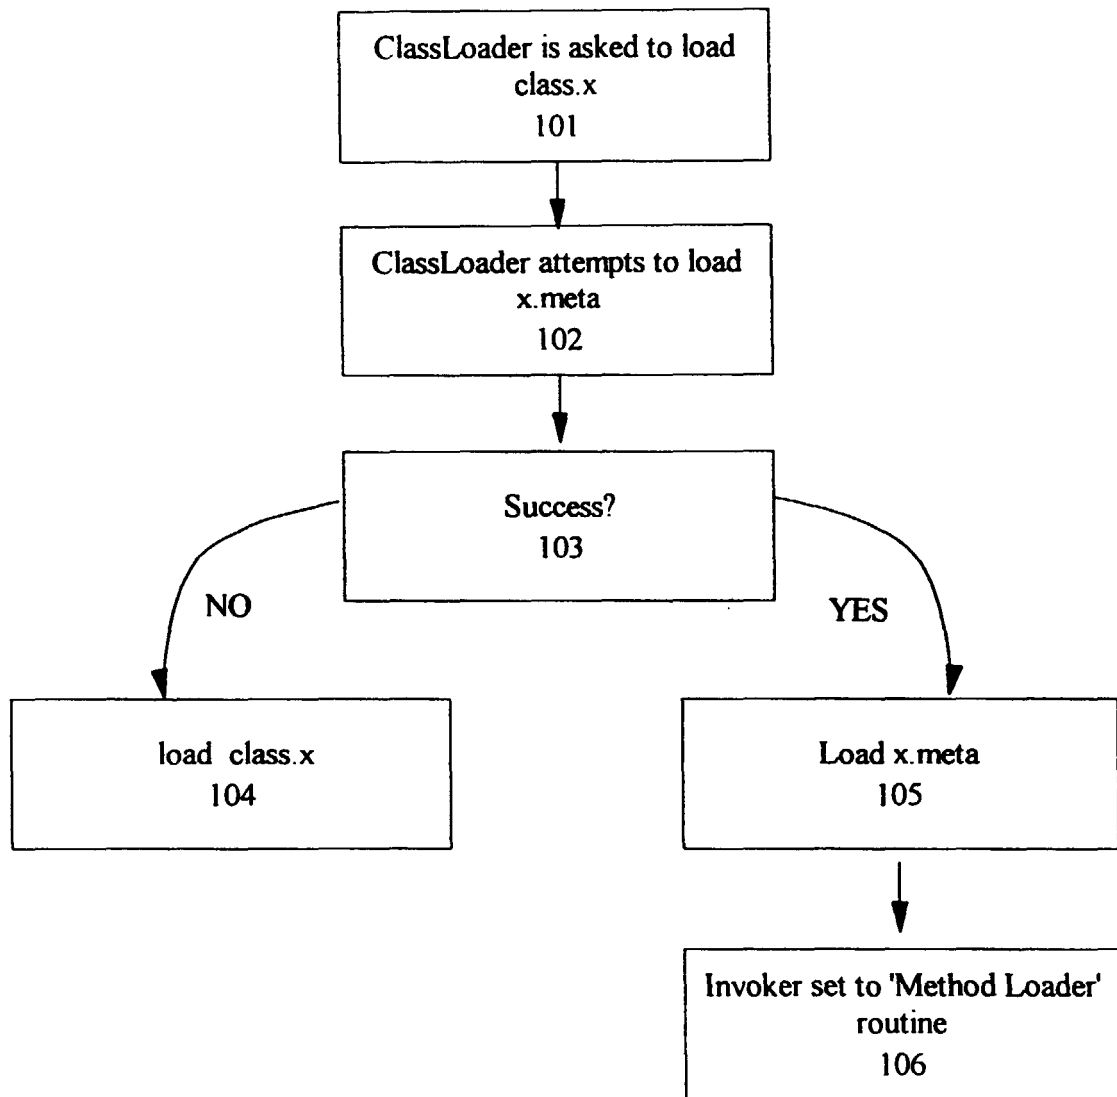 ClassLoader is asked to load
class.x
101
ClassLoader attempts to load
x.meta
102
Success?
103
NO
YES
load class.x
104
Load x.meta
105
Invoker set to 'Method Loader'
routine
106